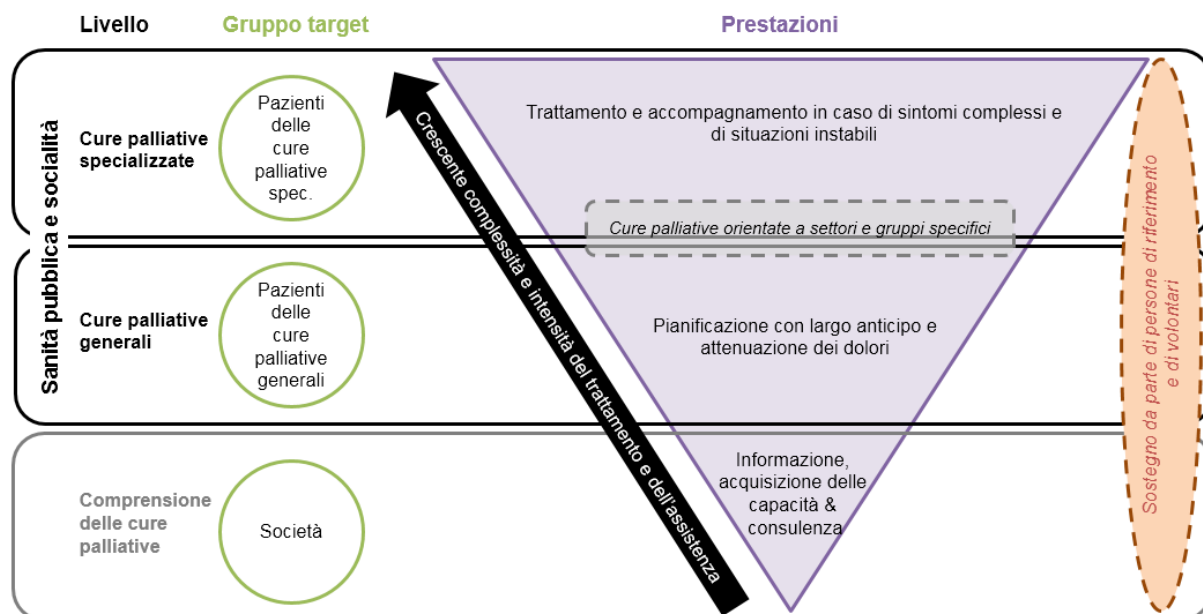 Livello
Gruppo target
Prestazioni
Sanità pubblica e socialità
Cure palliative
specializzate
Pazienti
delle
cure
palliative
spec.
Crescente complessità e intensità del trattamento e dell'assistenza
Trattamento e accompagnamento in caso di sintomi complessi e
di situazioni instabili
Cure palliative orientate a settori e gruppi specifici
Sostegno da parte di persone di riferimento
e di volontari
Cure palliative
generali
Pazienti
delle
cure
palliative
generali
Pianificazione con largo anticipo e
attenuazione dei dolori
Comprensione
delle cure
palliative
Società
Informazione,
acquisizione delle
capacità &
consulenza